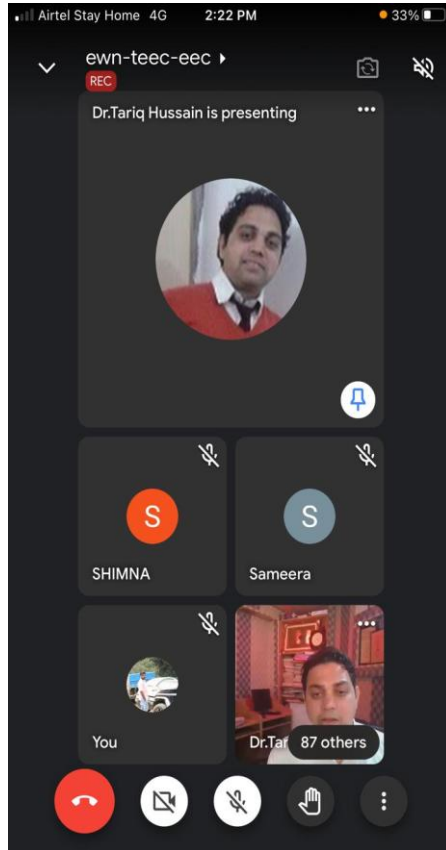 Airtel Stay Home 4G 2:22 PM 33%
ewn-teec-eec
REC
Dr.Tariq Hussain is presenting
S
S
SHIMNA
Sameera
You
Dr.Tar
87 others